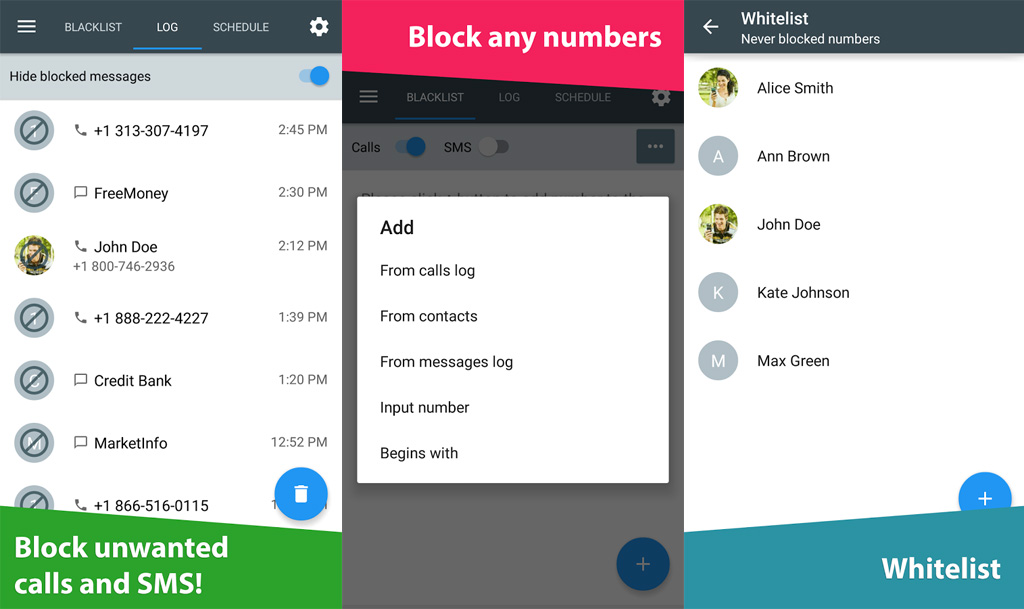 BLACKLIST
LOG
SCHEDULE
Hide blocked messages
+1 313-307-4197
2:45 PM
FreeMoney
2:30 PM
John Doe
2:12 PM
+1 800-746-2936
+1 888-222-4227
1:39 PM
Credit Bank
1:20 PM
MarketInfo
12:52 PM
+1 866-516-0115
Block unwanted
calls and SMS!
Block any numbers
BLACKLIST
LOG
SCHEDULE
Calls
SMS
Add
From calls log
From contacts
From messages log
Input number
Begins with
Whitelist
Never blocked numbers
Alice Smith
A
Ann Brown
John Doe
K
Kate Johnson
M
Max Green
Whitelist